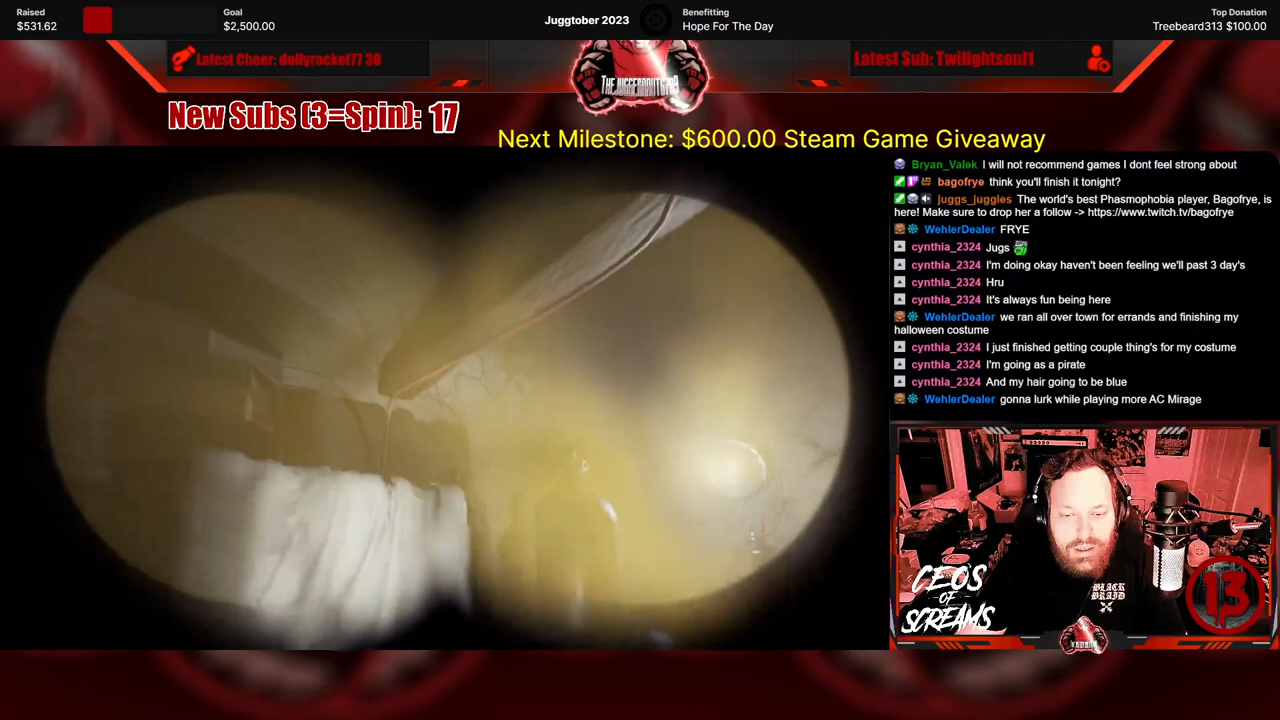 Raised
$531.62
Goal
$2,500.00
Juggtober 2023
Benefitting
Hope For The Day
Top Donation
Treebeard313 $100.00
Latest Cheer: dollyrocket77 30
Latest Sub: Twilightsoul1
THEJUGGERNAUT6789
New Subs (3=Spin): 17
Next Milestone: $600.00 Steam Game Giveaway
Bryan_Valek I will not recommend games I dont feel strong about
bagofrye think you'll finish it tonight?
juggs_juggles The world's best Phasmophobia player, Bagofrye, is
here! Make sure to drop her a follow -> https://www.twitch.tv/bagofrye
WehlerDealer FRYE
cynthia_2324 Jugs
cynthia_2324 I'm doing okay haven't been feeling we'll past 3 day's
cynthia_2324 Hru
cynthia_2324 It's always fun being here
WehlerDealer we ran all over town for errands and finishing my
halloween costume
cynthia_2324 I just finished getting couple thing's for my costume
cynthia_2324 I'm going as a pirate
cynthia_2324 And my hair going to be blue
WehlerDealer gonna lurk while playing more AC Mirage
CEOS
OF
SCREAMS
BLACK
BRAID
13